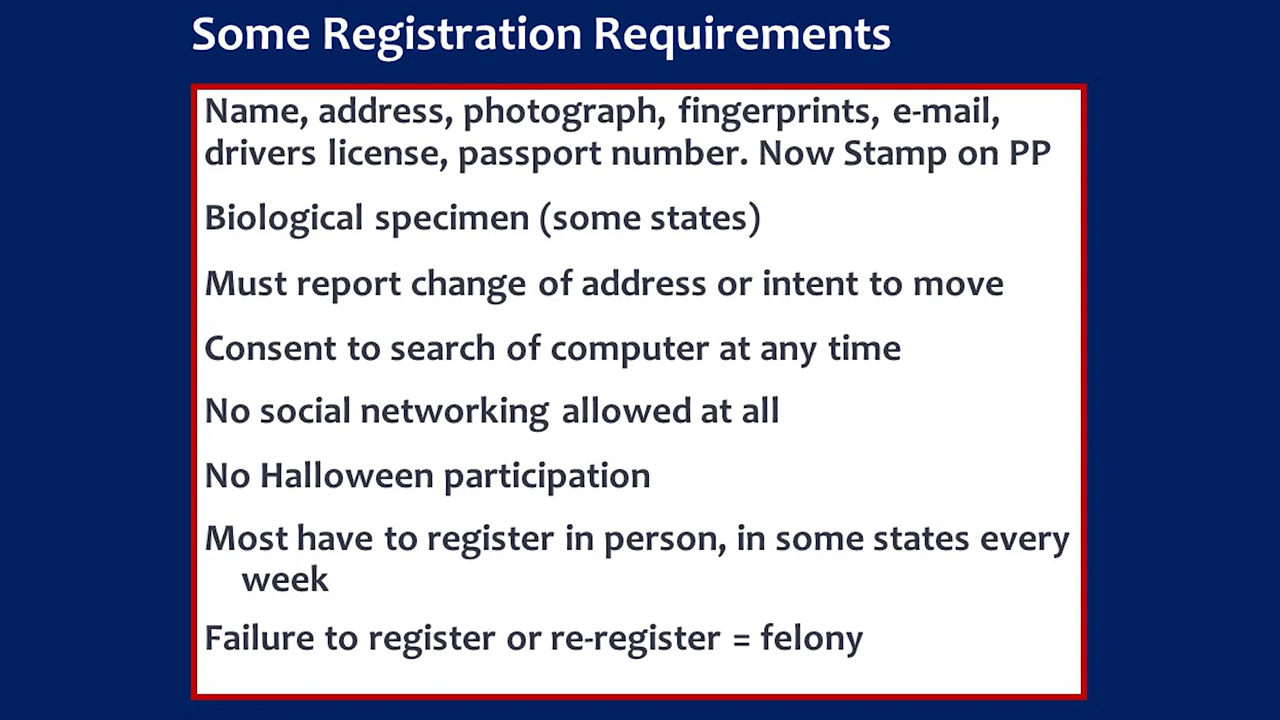 Some Registration Requirements
Name, address, photograph, fingerprints, e-mail,
drivers license, passport number. Now Stamp on PP
Biological specimen (some states)
Must report change of address or intent to move
Consent to search of computer at any time
No social networking allowed at all
No Halloween participation
Most have to register in person, in some states every
week
Failure to register or re-register = felony